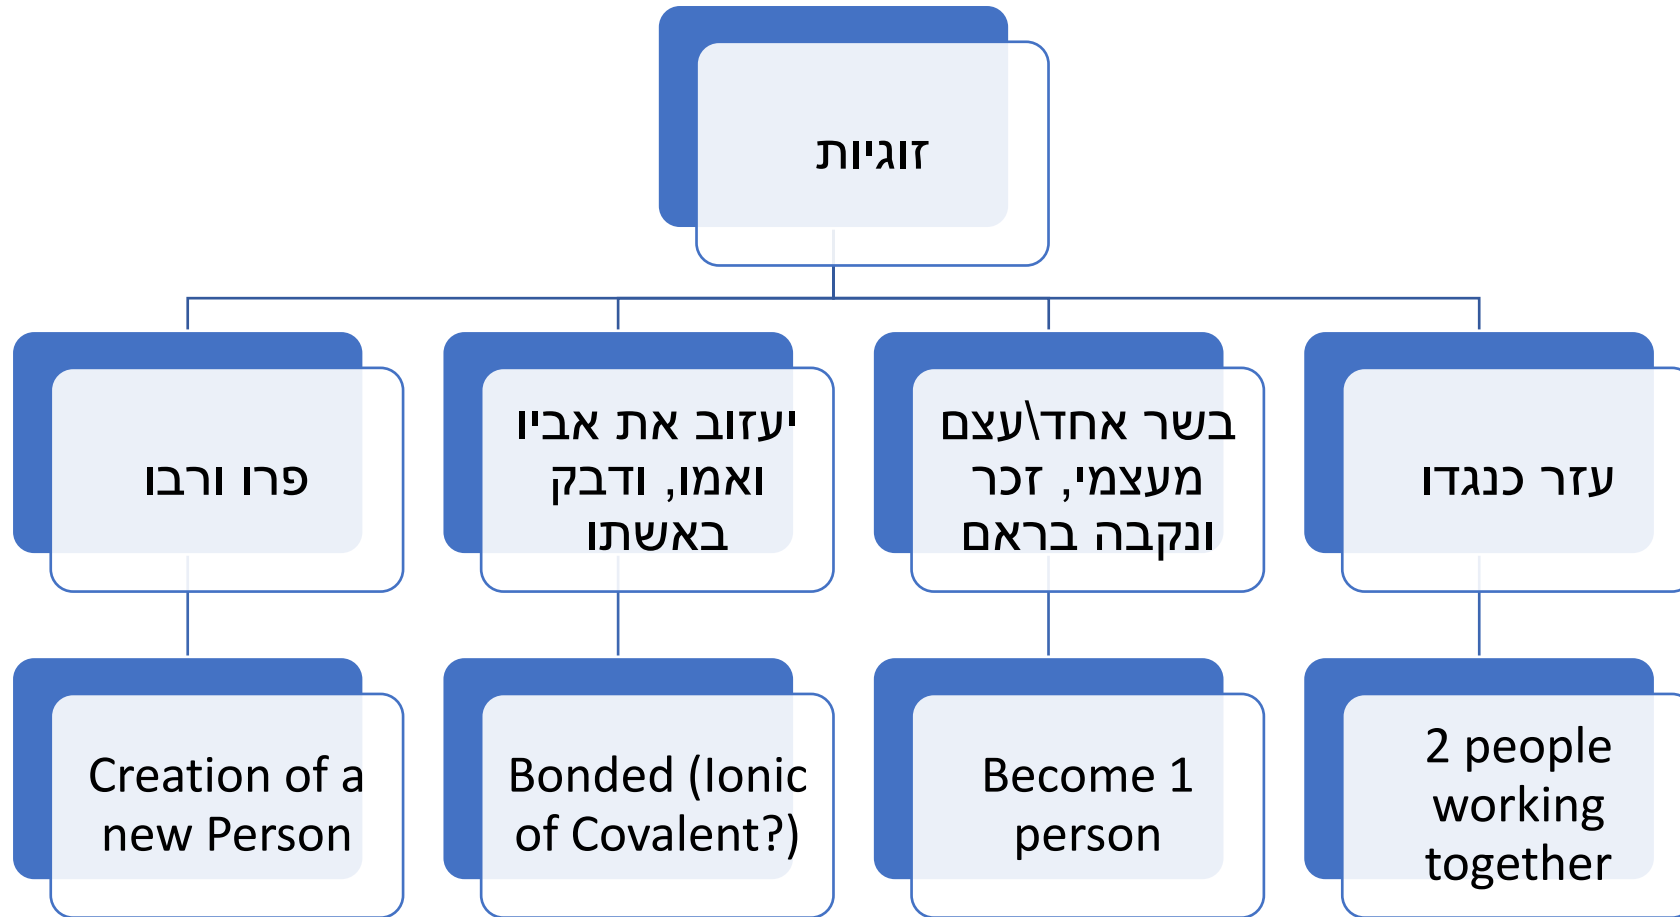 זוגיות
פרו ורבו
יעזוב את אביו
ואמו, ודבק
באשתו
בשר אחד\עצם
מעצמי, זכר
ונקבה בראם
עזר כנגדו
Creation of a
new Person
Bonded (Ionic
of Covalent?)
Become 1
person
2 people
working
together